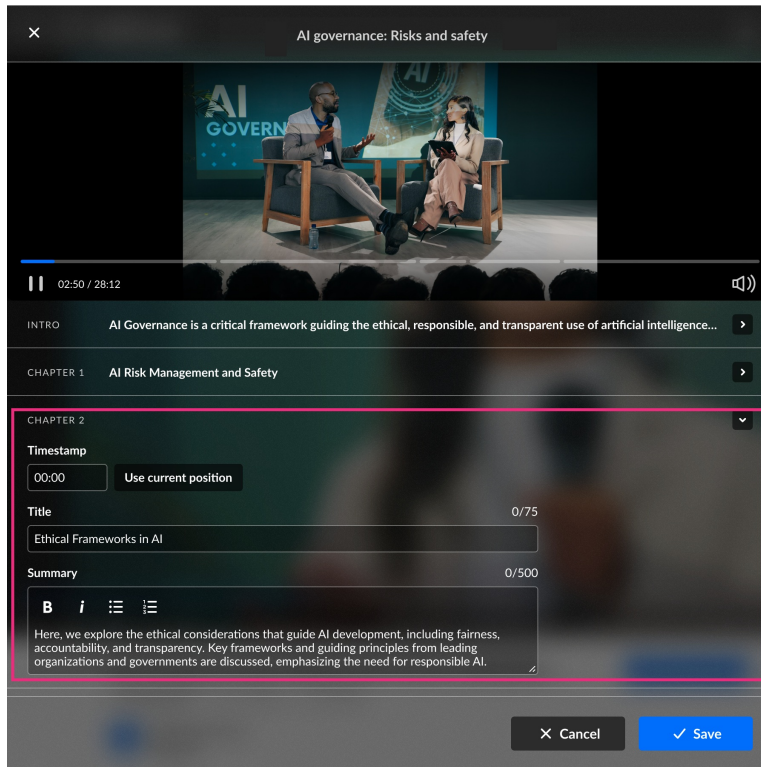 AI governance: Risks and safety
AI
AI
GOVERN
02:50 / 28:12
INTRO AI Governance is a critical framework guiding the ethical, responsible, and transparent use of artificial intelligence...
CHAPTER 1 AI Risk Management and Safety
CHAPTER 2
Timestamp
00:00 Use current position
Title 0/75
Ethical Frameworks in AI
Summary 0/500
B i
Here, we explore the ethical considerations that guide AI development, including fairness,
accountability, and transparency. Key frameworks and guiding principles from leading
organizations and governments are discussed, emphasizing the need for responsible AI.
Cancel Save